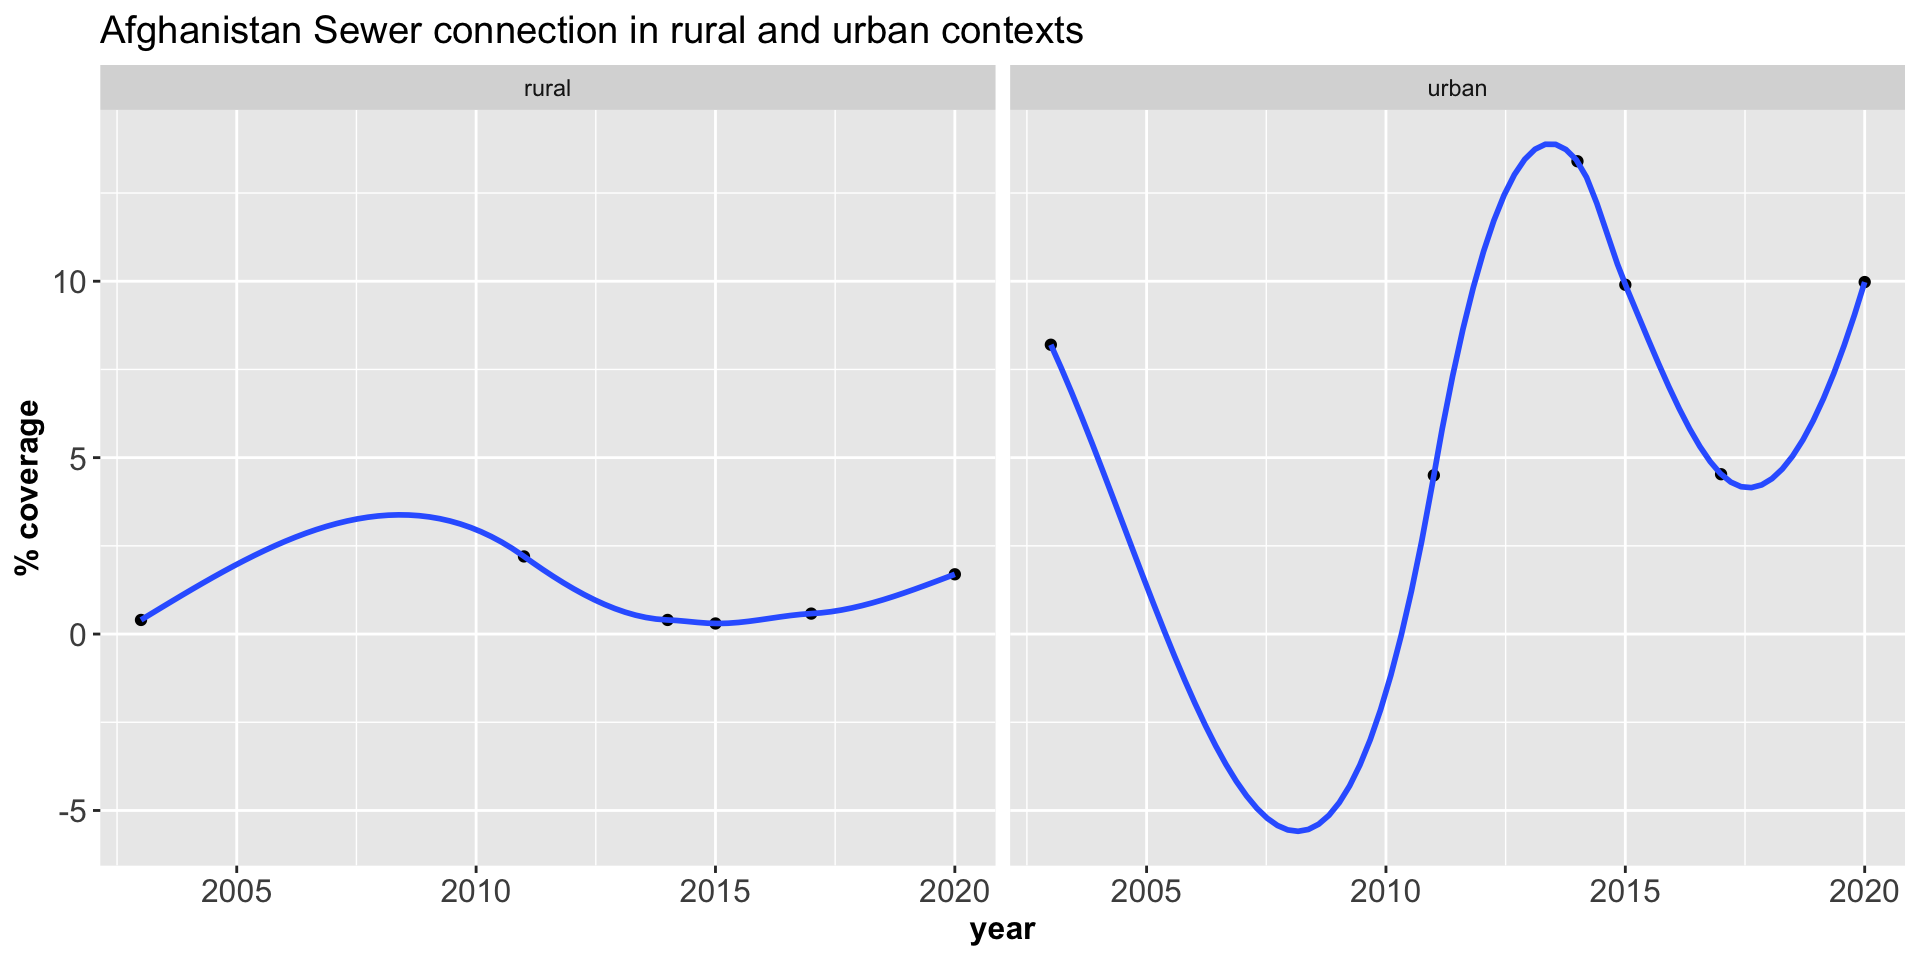 Afghanistan Sewer connection in rural and urban contexts
rural
urban
% coverage
10
5
0
-5
2005 2010 2015 2020
2005 2010 2015 2020
year